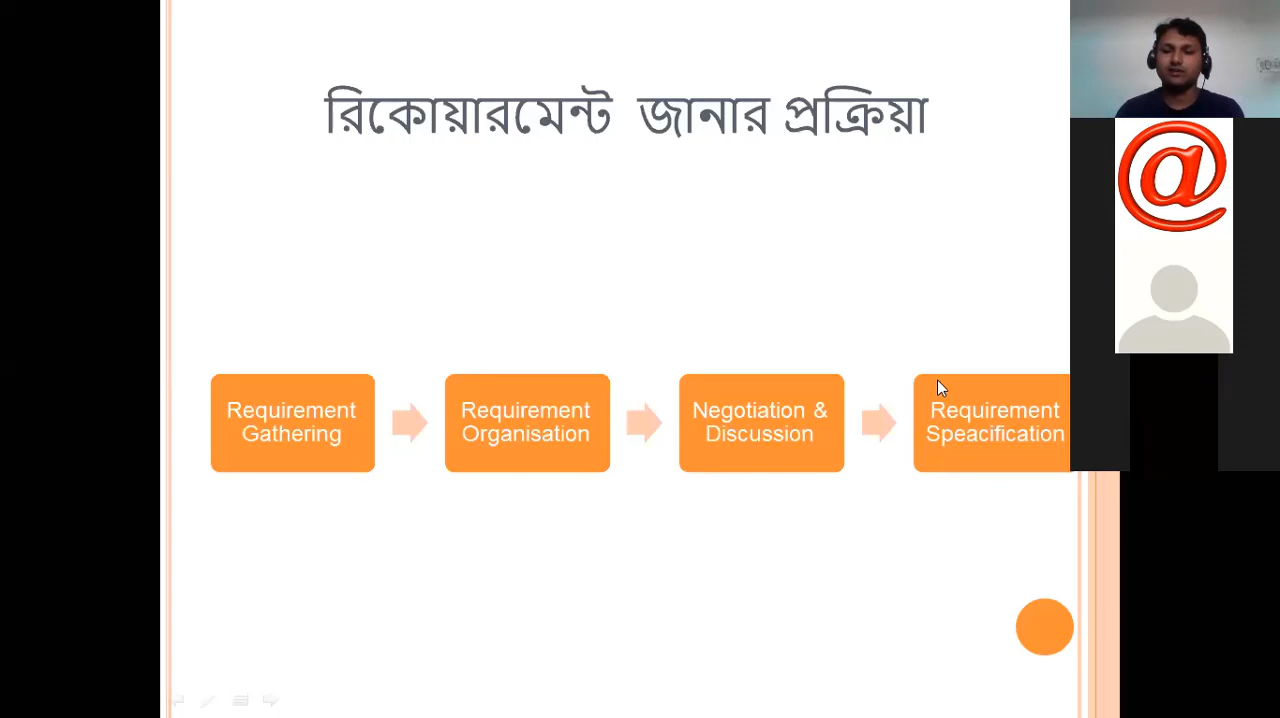 রিকোয়ারমেন্ট জানার প্রক্রিয়া
Requirement
Gathering
Requirement
Organisation
Negotiation &
Discussion
Requirement
Speacification
@